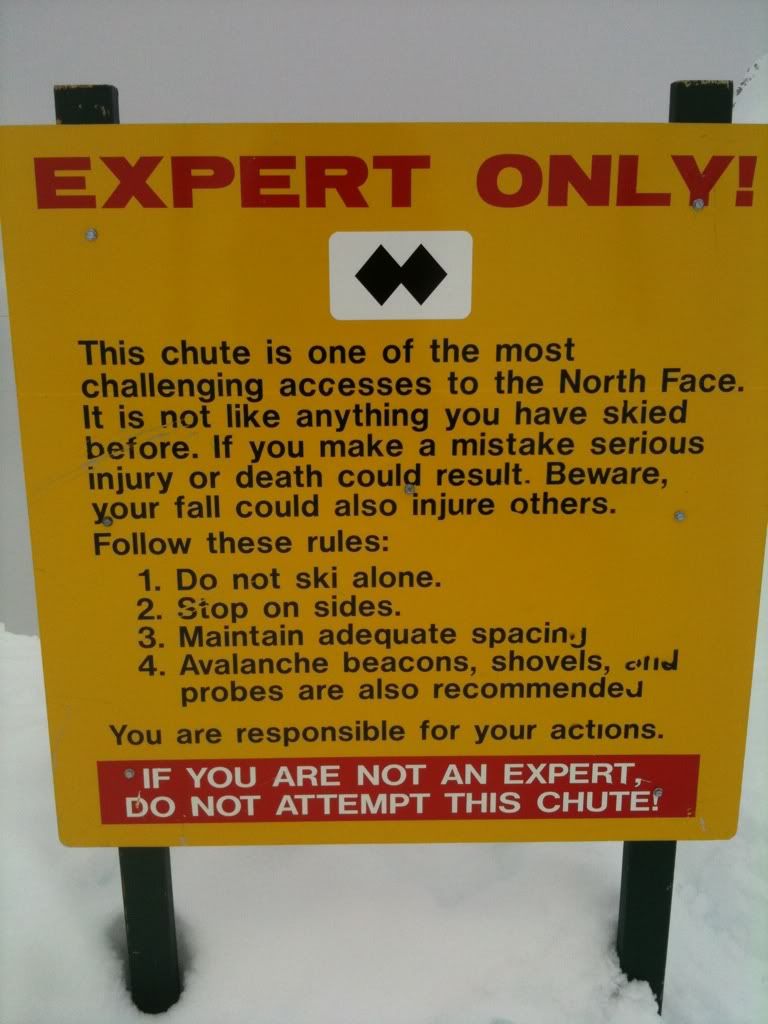 EXPERT ONLY!
This chute is one of the most
challenging accesses to the North Face.
It is not like anything you have skied
before. If you make a mistake serious
injury or death could result. Beware,
your fall could also injure others.
Follow these rules:
1. Do not ski alone.
2. Stop on sides.
3. Maintain adequate spacing
4. Avalanche beacons, shovels, and
probes are also recommended
You are responsible for your actions.
IF YOU ARE NOT AN EXPERT,
DO NOT ATTEMPT THIS CHUTE!